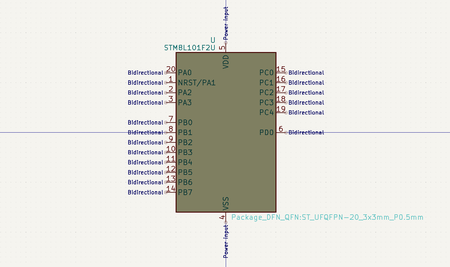 Power input
U
STM8L101F2U
5
VDD
Bidirectional 20 PA0
Bidirectional 1 NRST/PA1
Bidirectional 2 PA2
Bidirectional 3 PA3
Bidirectional 7 PB0
Bidirectional 8 PB1
Bidirectional 9 PB2
Bidirectional 10 PB3
Bidirectional 11 PB4
Bidirectional 12 PB5
Bidirectional 13 PB6
Bidirectional 14 PB7
PC0 15 Bidirectional
PC1 16 Bidirectional
PC2 17 Bidirectional
PC3 18 Bidirectional
PC4 19 Bidirectional
PD0 6 Bidirectional
VSS
4
Power input
Package_DFN_QFN:ST_UFQFPN-20_3x3mm_P0.5mm